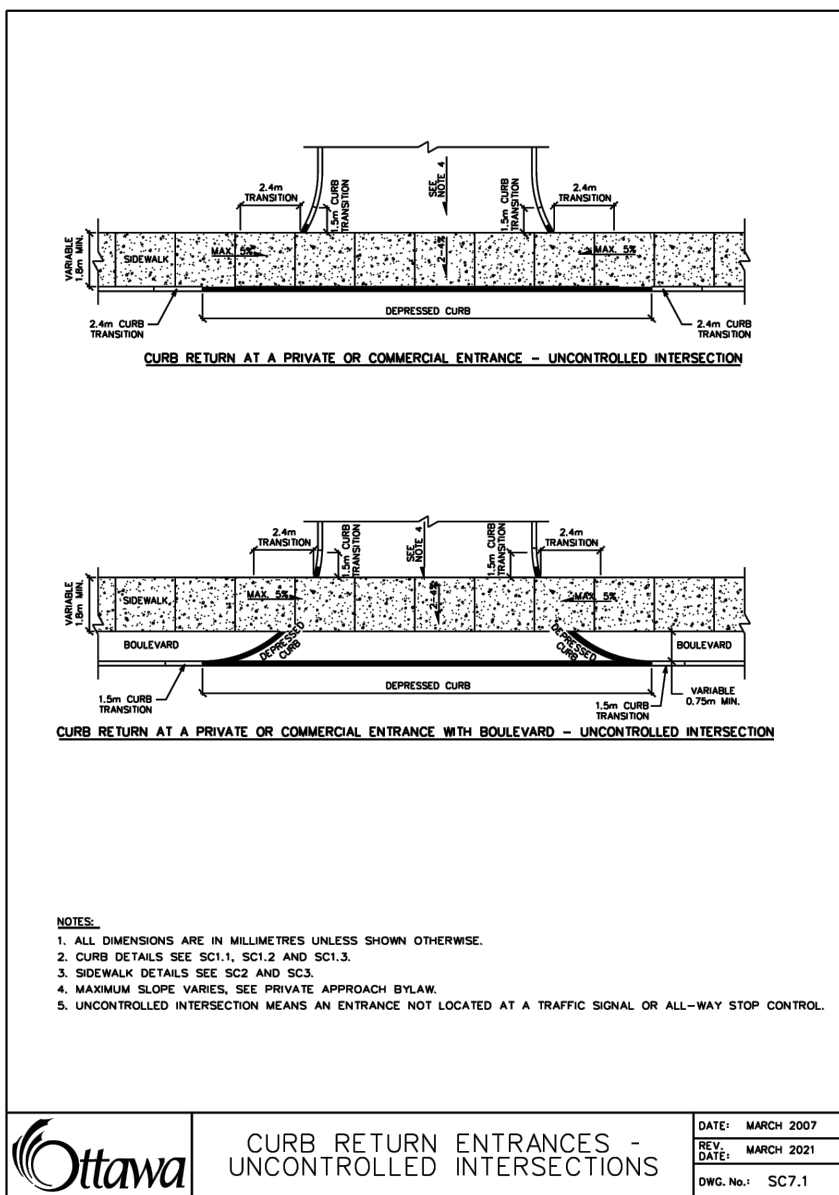 2.4m
TRANSITION
1.5m CURB
TRANSITION
SEE
NOTE 4
1.5m CURB
TRANSITION
2.4m
TRANSITION
VARIABLE
1.8m MIN.
SIDEWALK
MAX. 5%
2-4%
MAX. 5%
2.4m CURB
TRANSITION
DEPRESSED CURB
2.4m CURB
TRANSITION
CURB RETURN AT A PRIVATE OR COMMERCIAL ENTRANCE - UNCONTROLLED INTERSECTION
2.4m
TRANSITION
1.5m CURB
TRANSITION
SEE
NOTE 4
1.5m CURB
TRANSITION
2.4m
TRANSITION
VARIABLE
1.8m MIN.
SIDEWALK
MAX. 5%
2-4%
MAX. 5%
BOULEVARD
DEPRESSED
CURB
DEPRESSED
CURB
BOULEVARD
1.5m CURB
TRANSITION
DEPRESSED CURB
1.5m CURB
TRANSITION
VARIABLE
0.75m MIN.
CURB RETURN AT A PRIVATE OR COMMERCIAL ENTRANCE WITH BOULEVARD - UNCONTROLLED INTERSECTION
NOTES:
1. ALL DIMENSIONS ARE IN MILLIMETRES UNLESS SHOWN OTHERWISE.
2. CURB DETAILS SEE SC1.1, SC1.2 AND SC1.3.
3. SIDEWALK DETAILS SEE SC2 AND SC3.
4. MAXIMUM SLOPE VARIES, SEE PRIVATE APPROACH BYLAW.
5. UNCONTROLLED INTERSECTION MEANS AN ENTRANCE NOT LOCATED AT A TRAFFIC SIGNAL OR ALL-WAY STOP CONTROL.
Ottawa
CURB RETURN ENTRANCES -
UNCONTROLLED INTERSECTIONS
DATE: MARCH 2007
REV. DATE: MARCH 2021
DWG. No.: SC7.1